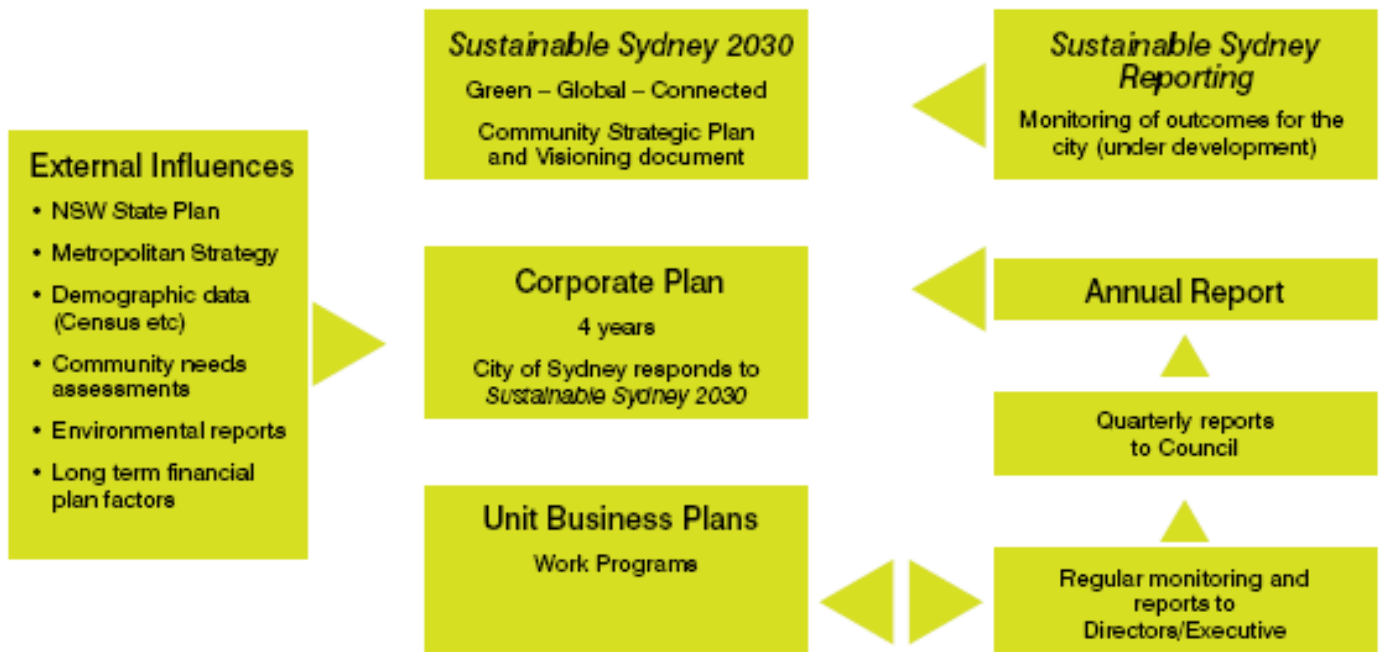 External Influences
• NSW State Plan
• Metropolitan Strategy
• Demographic data
(Census etc)
• Community needs
assessments
• Environmental reports
• Long term financial
plan factors
Sustainable Sydney 2030
Green – Global – Connected
Community Strategic Plan
and Visioning document
Corporate Plan
4 years
City of Sydney responds to
Sustainable Sydney 2030
Unit Business Plans
Work Programs
Sustainable Sydney
Reporting
Monitoring of outcomes for the
city (under development)
Annual Report
Quarterly reports
to Council
Regular monitoring and
reports to
Directors/Executive